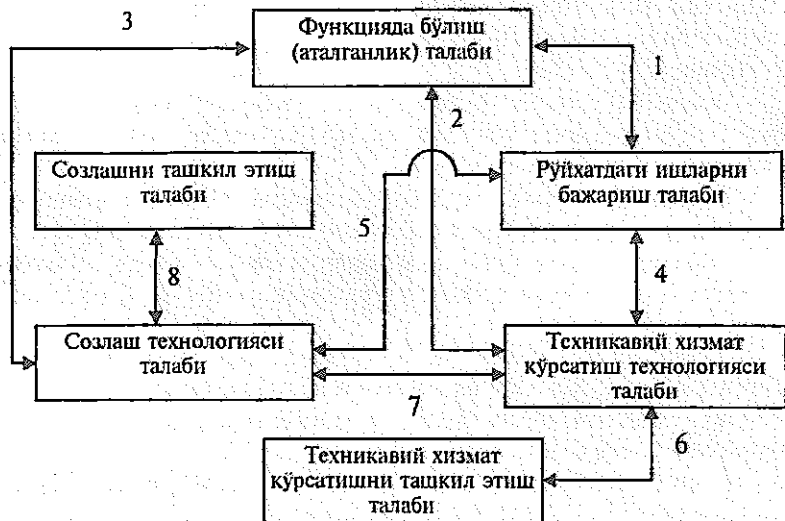 3
Функцияда бўлиш
(аталганлик) талаби
1
2
Созлашни ташкил этиш
талаби
Рўйхатдаги ишларни
бажариш талаби
5
8
4
Созлаш технологияси
талаби
Техникавий хизмат
кўрсатиш технологияси
талаби
7
6
Техникавий хизмат
кўрсатишни ташкил этиш
талаби